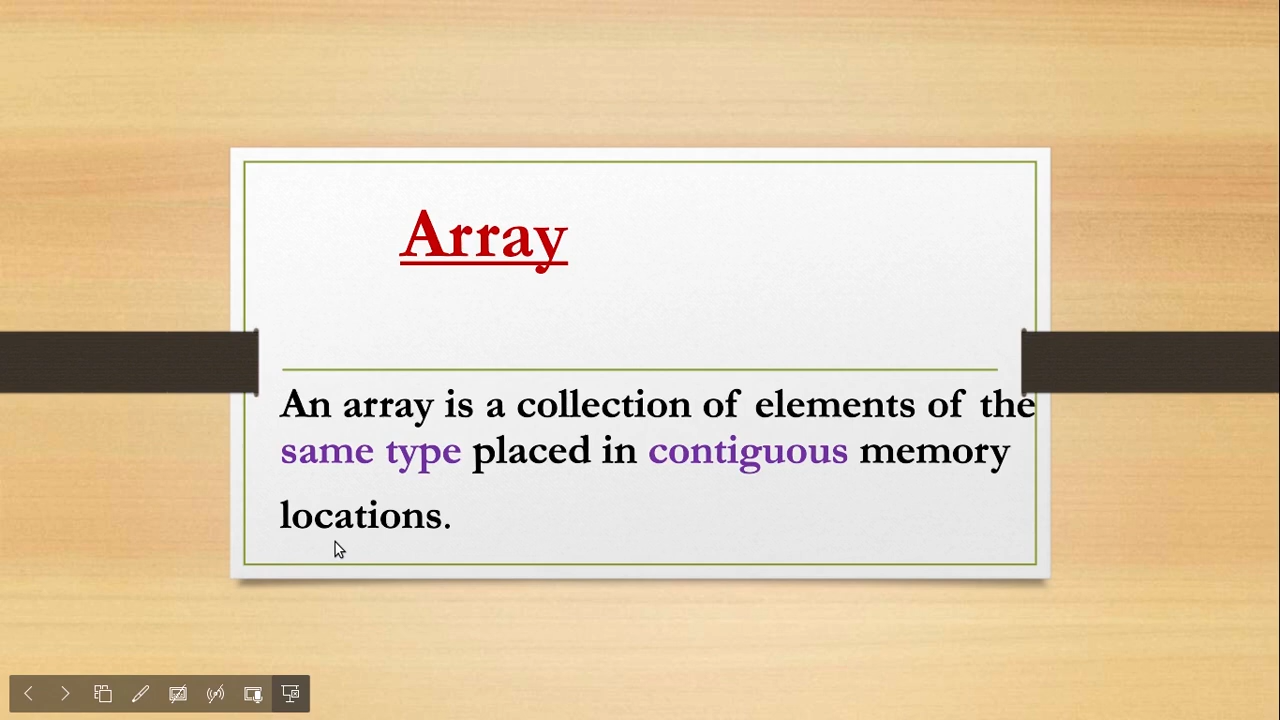 Array
An array is a collection of elements of the
same type placed in contiguous memory
locations.